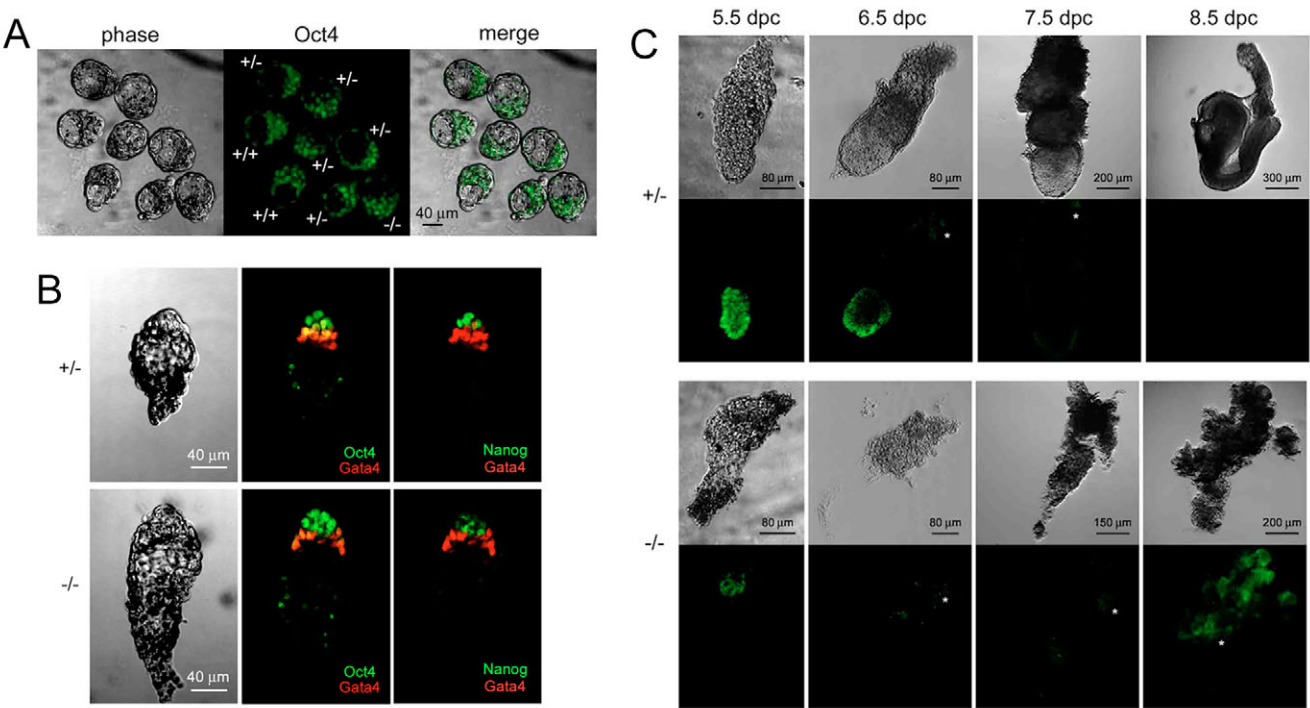 A
phase
Oct4
merge
+/-
+/-
+/-
+/+
+/-
+/+
+/-
-/-
40 μm
B
+/-
40 μm
Oct4
Gata4
Nanog
Gata4
-/-
40 μm
Oct4
Gata4
Nanog
Gata4
C
5.5 dpc
6.5 dpc
7.5 dpc
8.5 dpc
+/-
80 μm
80 μm
200 μm
300 μm
*
*
-/-
80 μm
80 μm
150 μm
200 μm
*
*
*